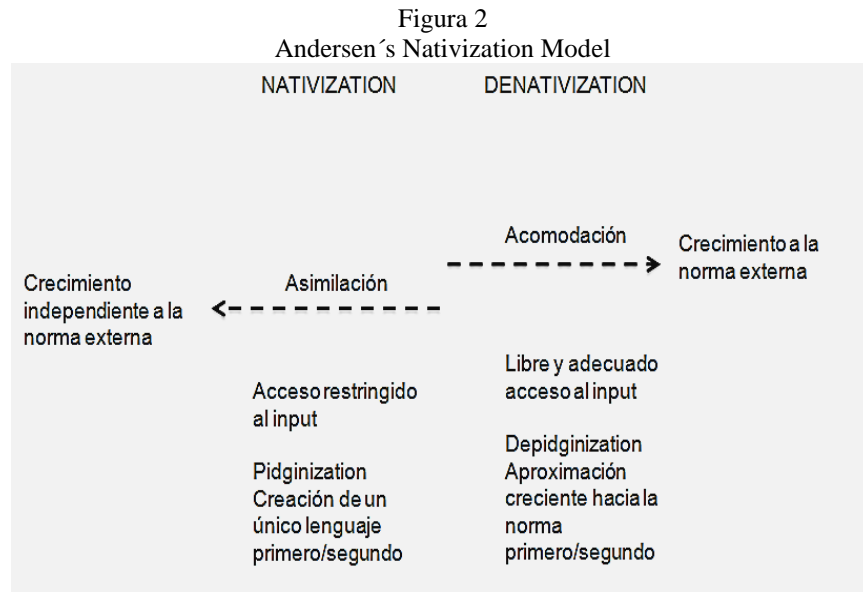 Figura 2
Andersen´s Nativization Model
NATIVIZATION
DENATIVIZATION
Acomodación
Crecimiento a la
norma externa
Crecimiento
independiente a la
norma externa
Asimilación
Acceso restringido
al input
Pidginization
Creación de un
único lenguaje
primero/segundo
Libre y adecuado
acceso al input
Depidginization
Aproximación
creciente hacia la
norma
primero/segundo